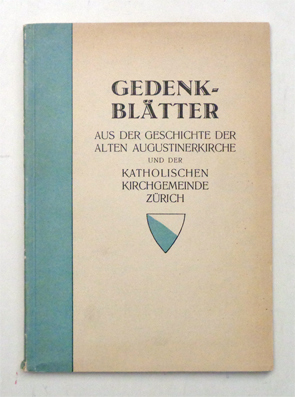 GEDENK-
BLÄTTER
AUS DER GESCHICHTE DER
ALTEN AUGUSTINERKIRCHE
UND DER
KATHOLISCHEN
KIRCHGEMEINDE
ZÜRICH